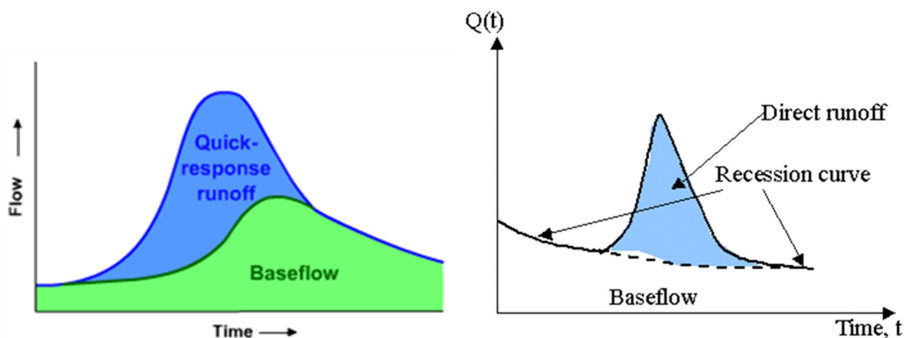 Flow
Quick-
response
runoff
Baseflow
Time
Q(t)
Direct runoff
Recession curve
Baseflow
Time, t